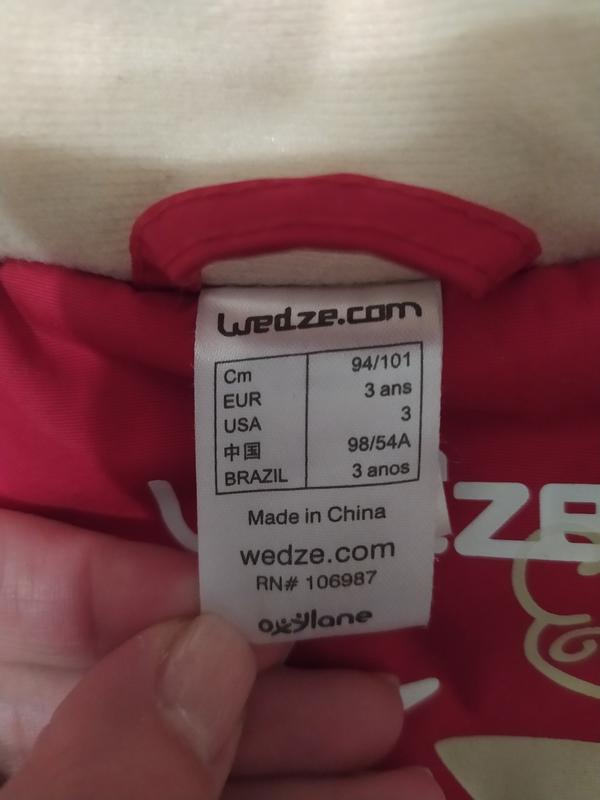 wedze.com
Cm 94/101
EUR 3 ans
USA 3
中国 98/54A
BRAZIL 3 anos
Made in China
wedze.com
RN# 106987
oxylane